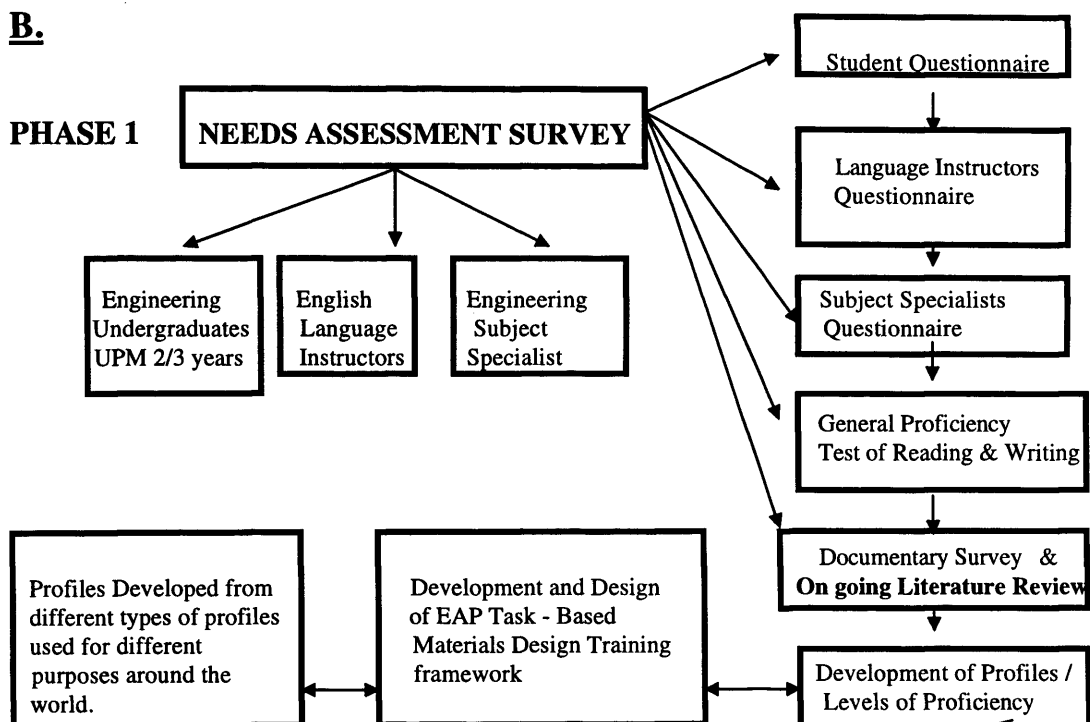 B.
Student Questionnaire
PHASE 1
NEEDS ASSESSMENT SURVEY
Language Instructors
Questionnaire
Engineering
Undergraduates
UPM 2/3 years
English
Language
Instructors
Engineering
Subject
Specialist
Subject Specialists
Questionnaire
General Proficiency
Test of Reading & Writing
Documentary Survey &
On going Literature Review
Profiles Developed from
different types of profiles
used for different
purposes around the
world.
Development and Design
of EAP Task - Based
Materials Design Training
framework
Development of Profiles /
Levels of Proficiency